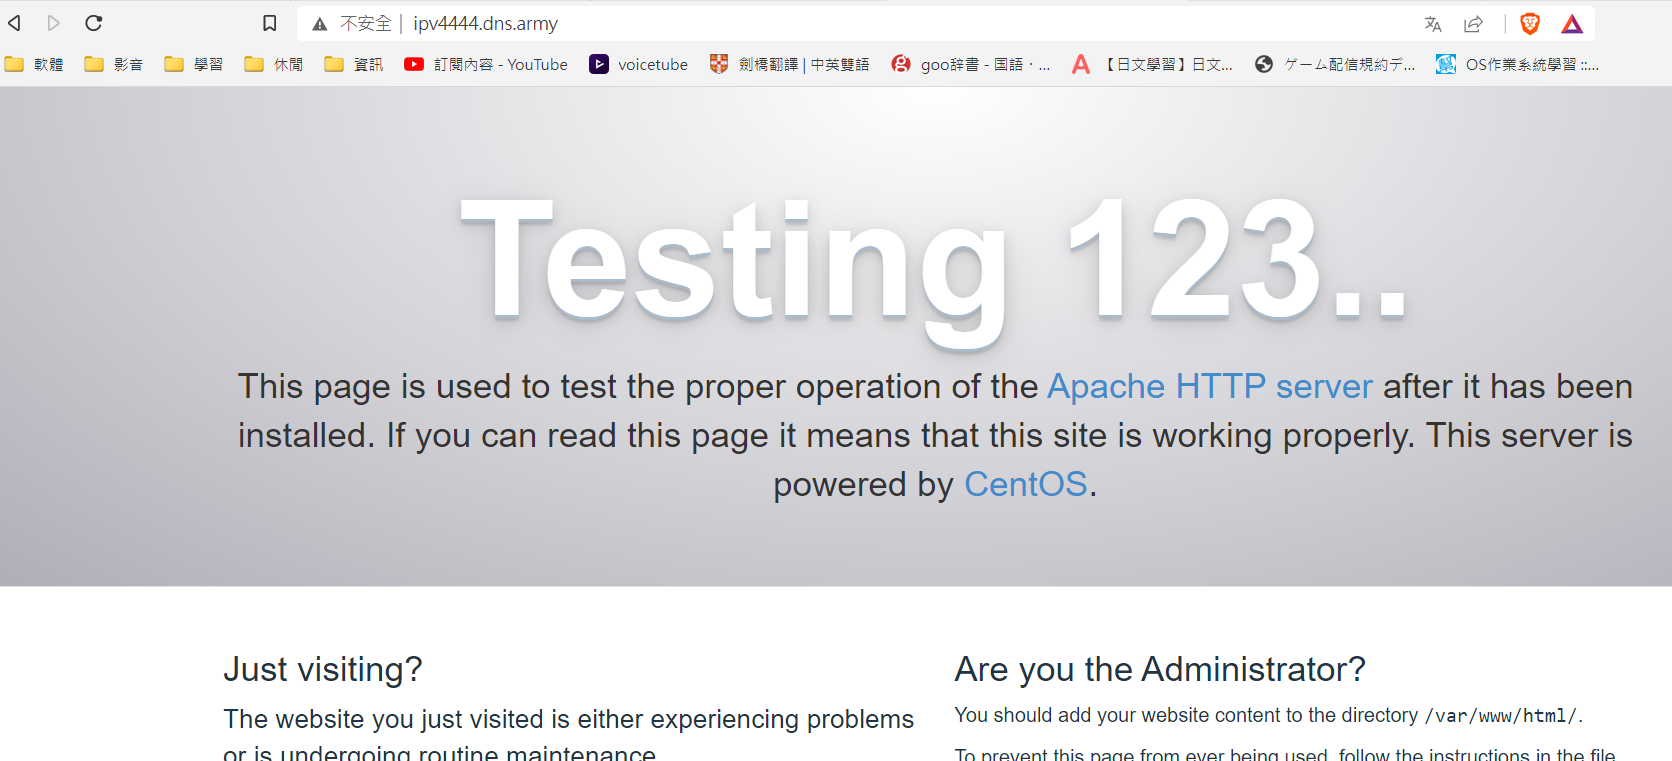 不安全 ipv4444.dns.army
軟體 影音 學習 休閒 資訊 訂閱內容 - YouTube voicetube 劍橋翻譯 | 中英雙語 goo辞書 - 国語・... 【日文學習】日文... ゲーム配信規約デ... OS作業系統學習 ::...
Testing 123..
This page is used to test the proper operation of the Apache HTTP server after it has been
installed. If you can read this page it means that this site is working properly. This server is
powered by CentOS.
Just visiting?
The website you just visited is either experiencing problems
or is undergoing routine maintenance
Are you the Administrator?
You should add your website content to the directory /var/www/html/.
To prevent this page from ever being used, follow the instructions in the file